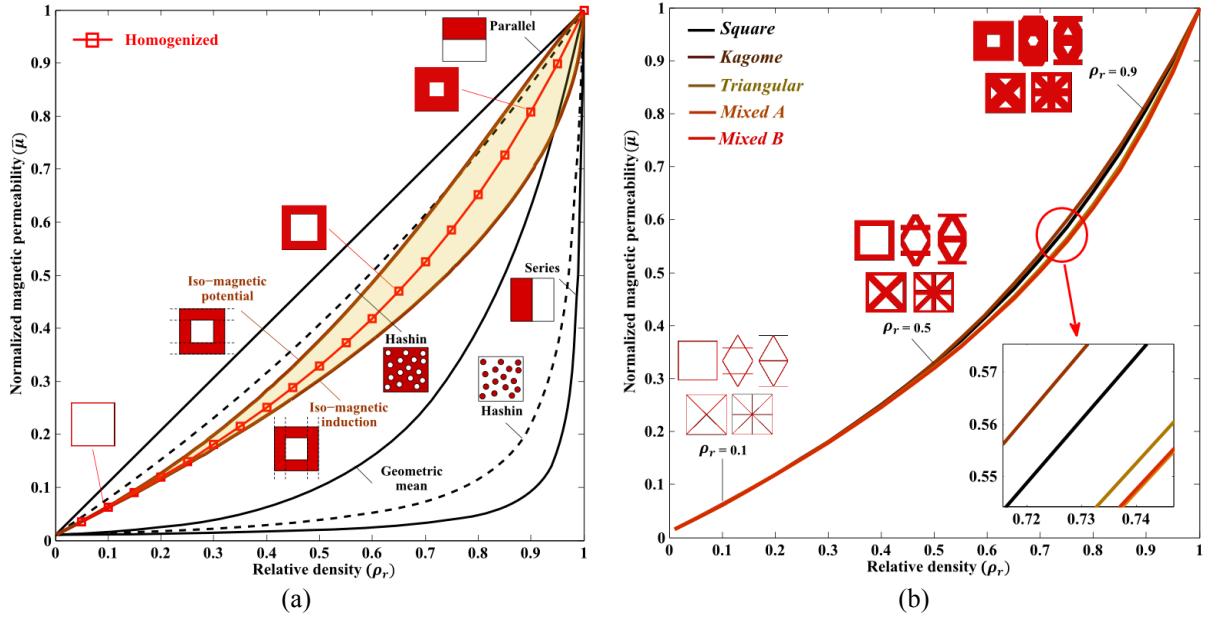 Normalized magnetic permeability (μ̄)
1
0.9
0.8
0.7
0.6
0.5
0.4
0.3
0.2
0.1
0
Homogenized
Parallel
Iso−magnetic
potential
Series
Hashin
Hashin
Iso−magnetic
induction
Geometric
mean
0
0.1
0.2
0.3
0.4
0.5
0.6
0.7
0.8
0.9
1
Relative density (ρr)
(a)
Normalized magnetic permeability (μ̄)
1
0.9
0.8
0.7
0.6
0.5
0.4
0.3
0.2
0.1
0
Square
Kagome
Triangular
Mixed A
Mixed B
ρr = 0.9
ρr = 0.5
ρr = 0.1
0.57
0.56
0.55
0.72
0.73
0.74
0
0.1
0.2
0.3
0.4
0.5
0.6
0.7
0.8
0.9
1
Relative density (ρr)
(b)